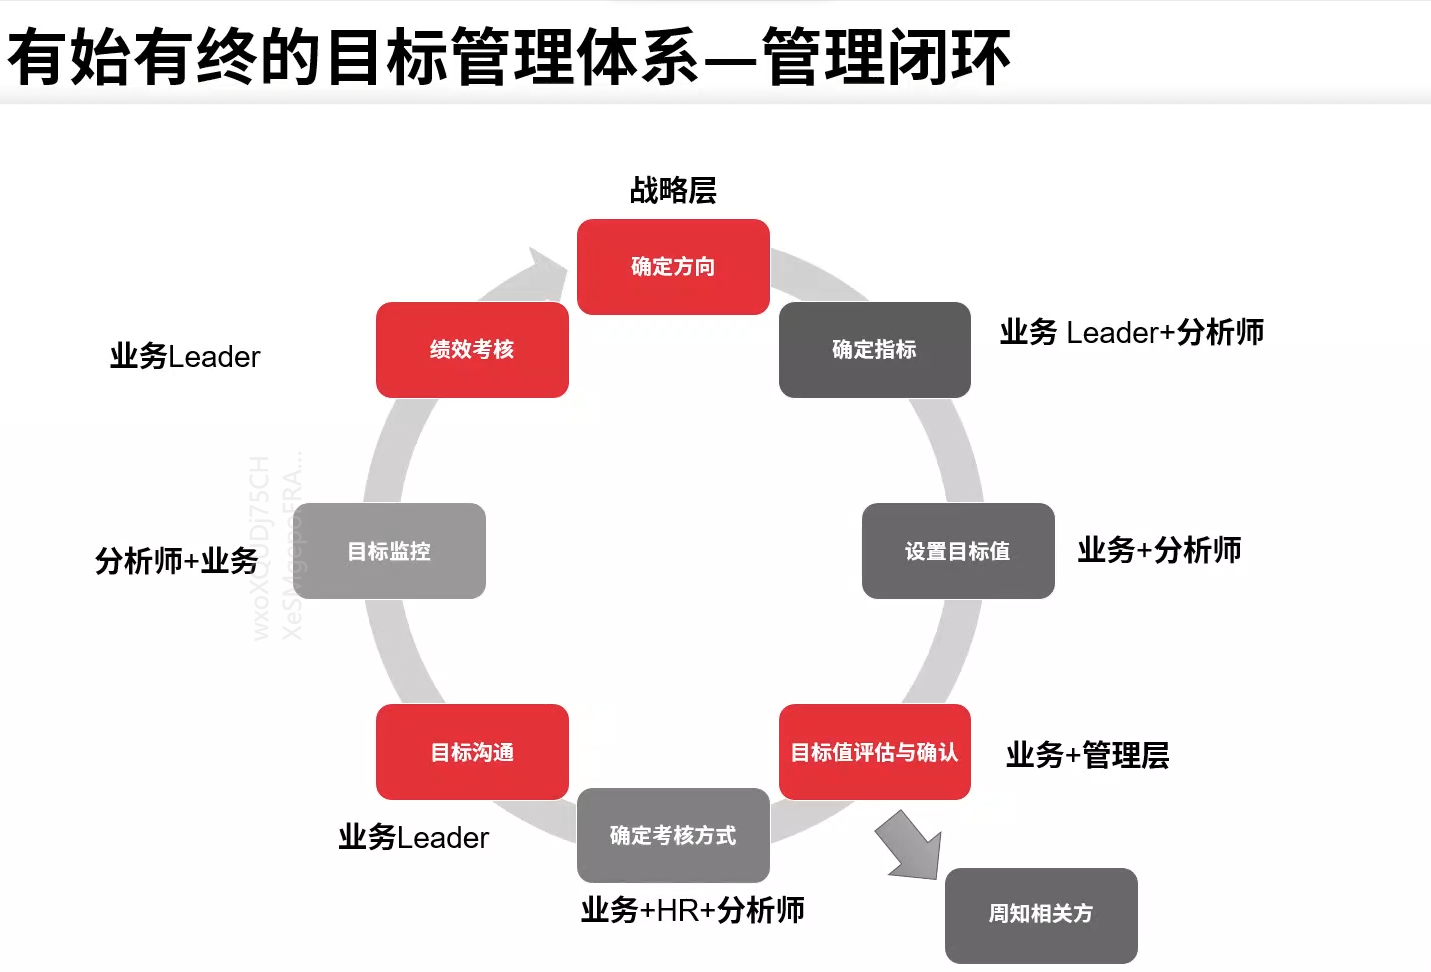 有始有终的目标管理体系—管理闭环
战略层
确定方向
业务 Leader+分析师
确定指标
业务+分析师
设置目标值
业务+管理层
目标值评估与确认
周知相关方
确定考核方式
业务+HR+分析师
目标沟通
业务Leader
分析师+业务
目标监控
业务Leader
绩效考核